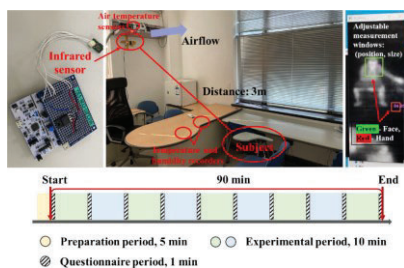 Air temperature
Infrared
sensor
Airflow
Distance: 3m
Subject
Adjustable
measurement
windows:
(position, size)
Green - Face,
Red - Hand
Start
90 min
End
Preparation period, 5 min
Experimental period, 10 min
Questionnaire period, 1 min